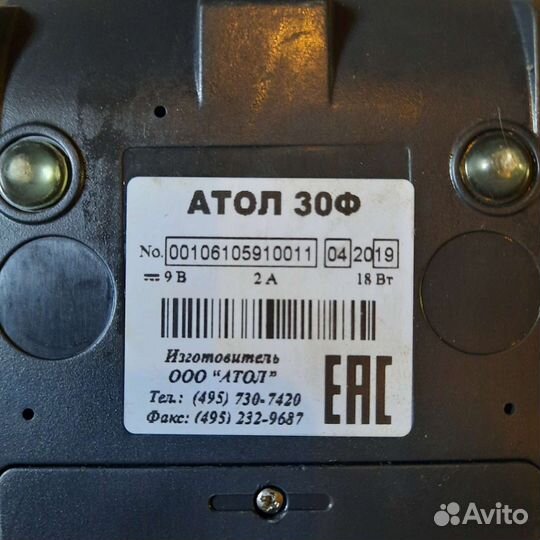 АТОЛ 30Ф
No. 00106105910011 04 2019
9 В 2 А 18 Вт
Изготовитель
ООО "АТОЛ"
Тел.: (495) 730-7420
Факс: (495) 232-9687
EAC
Avito